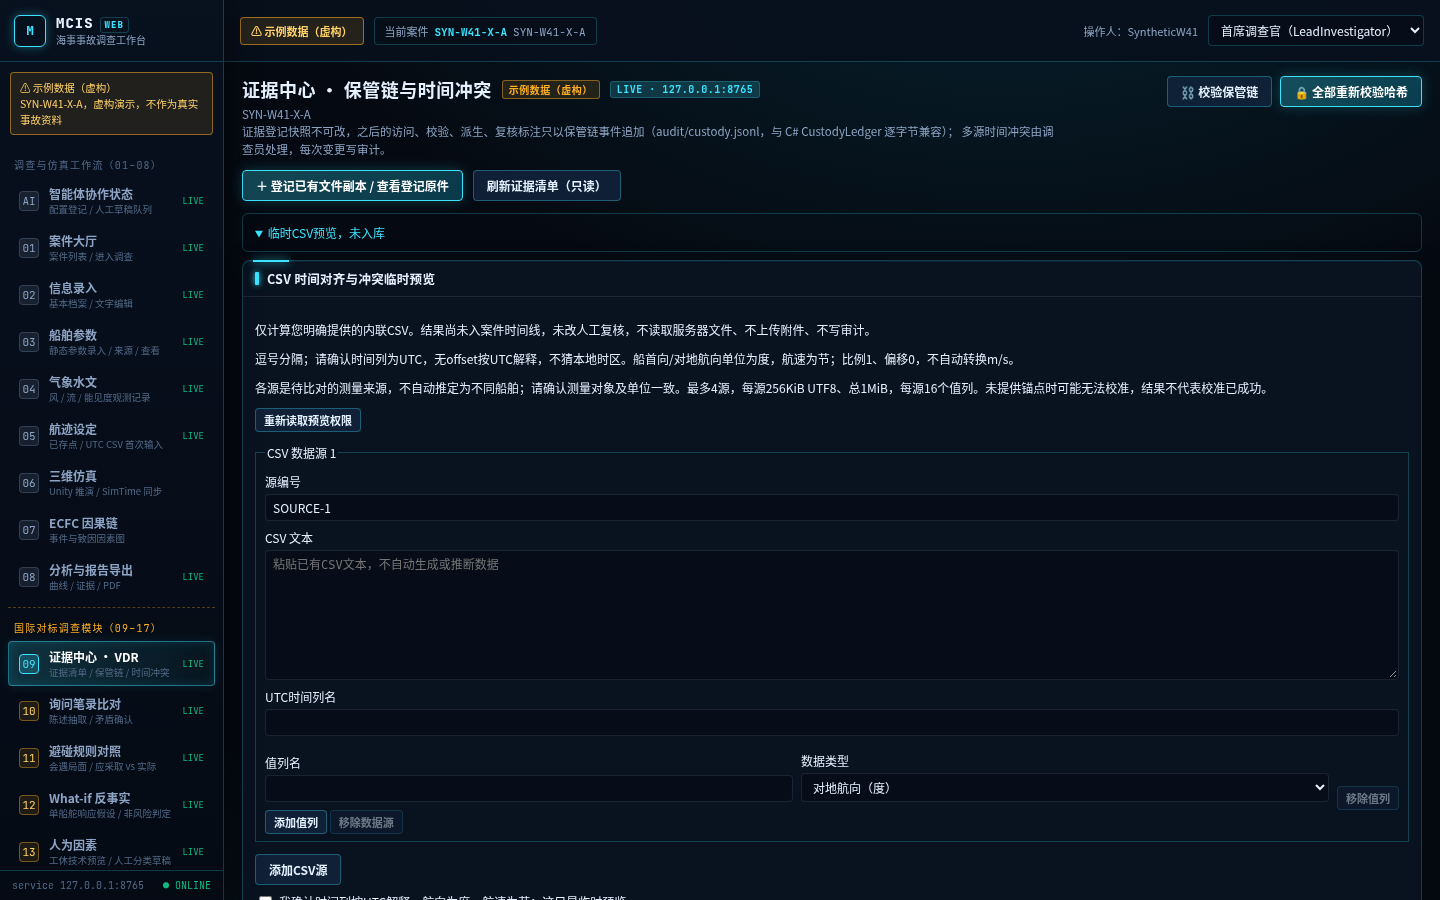 M
MCIS WEB
海事事故调查工作台
⚠ 示例数据（虚构）
SYN-W41-X-A，虚构演示，不作为真实
事故资料
调查与仿真工作流（01-08）
AI 智能体协作状态 LIVE
配置登记 / 人工草稿队列
01 案件大厅 LIVE
案件列表 / 进入调查
02 信息录入 LIVE
基本档案 / 文字编辑
03 船舶参数 LIVE
静态参数录入 / 来源 / 查看
04 气象水文 LIVE
风 / 流 / 能见度观测记录
05 航迹设定 LIVE
已存点 / UTC CSV 首次输入
06 三维仿真
Unity 推演 / SimTime 同步
07 ECFC 因果链
事件与致因因素图
08 分析与报告导出 LIVE
曲线 / 证据 / PDF
国际对标调查模块（09-17）
09 证据中心 · VDR LIVE
证据清单 / 保管链 / 时间冲突
10 询问笔录比对 LIVE
陈述抽取 / 矛盾确认
11 避碰规则对照 LIVE
会遇局面 / 应采取 vs 实际
12 What-if 反事实 LIVE
单船舵响应假设 / 非风险判定
13 人为因素 LIVE
工休技术预览 / 人工分类草稿
service 127.0.0.1:8765 ● ONLINE
⚠ 示例数据（虚构）
当前案件 SYN-W41-X-A SYN-W41-X-A
操作人：SyntheticW41
首席调查官（LeadInvestigator）
证据中心 · 保管链与时间冲突 示例数据（虚构） LIVE · 127.0.0.1:8765
⛓ 校验保管链
🔒 全部重新校验哈希
SYN-W41-X-A
证据登记快照不可改，之后的访问、校验、派生、复核标注只以保管链事件追加（audit/custody.jsonl，与 C# CustodyLedger 逐字节兼容）； 多源时间冲突由调
查员处理，每次变更写审计。
＋ 登记已有文件副本 / 查看登记原件
刷新证据清单（只读）
▼ 临时CSV预览，未入库
CSV 时间对齐与冲突临时预览
仅计算您明确提供的内联CSV。结果尚未入案件时间线，未改人工复核，不读取服务器文件、不上传附件、不写审计。
逗号分隔；请确认时间列为UTC，无offset按UTC解释，不猜本地时区。船首向/对地航向单位为度，航速为节；比例1、偏移0，不自动转换m/s。
各源是待比对的测量来源，不自动推定为不同船舶；请确认测量对象及单位一致。最多4源，每源256KiB UTF8、总1MiB，每源16个值列。未提供锚点时可能无法校准，结果不代表校准已成功。
重新读取预览权限
CSV 数据源 1
源编号
SOURCE-1
CSV 文本
粘贴已有CSV文本，不自动生成或推断数据
UTC时间列名
值列名
数据类型
对地航向（度）
移除值列
添加值列
移除数据源
添加CSV源
我确认时间列按UTC解释，航向为度，航速为节；这只是临时预览